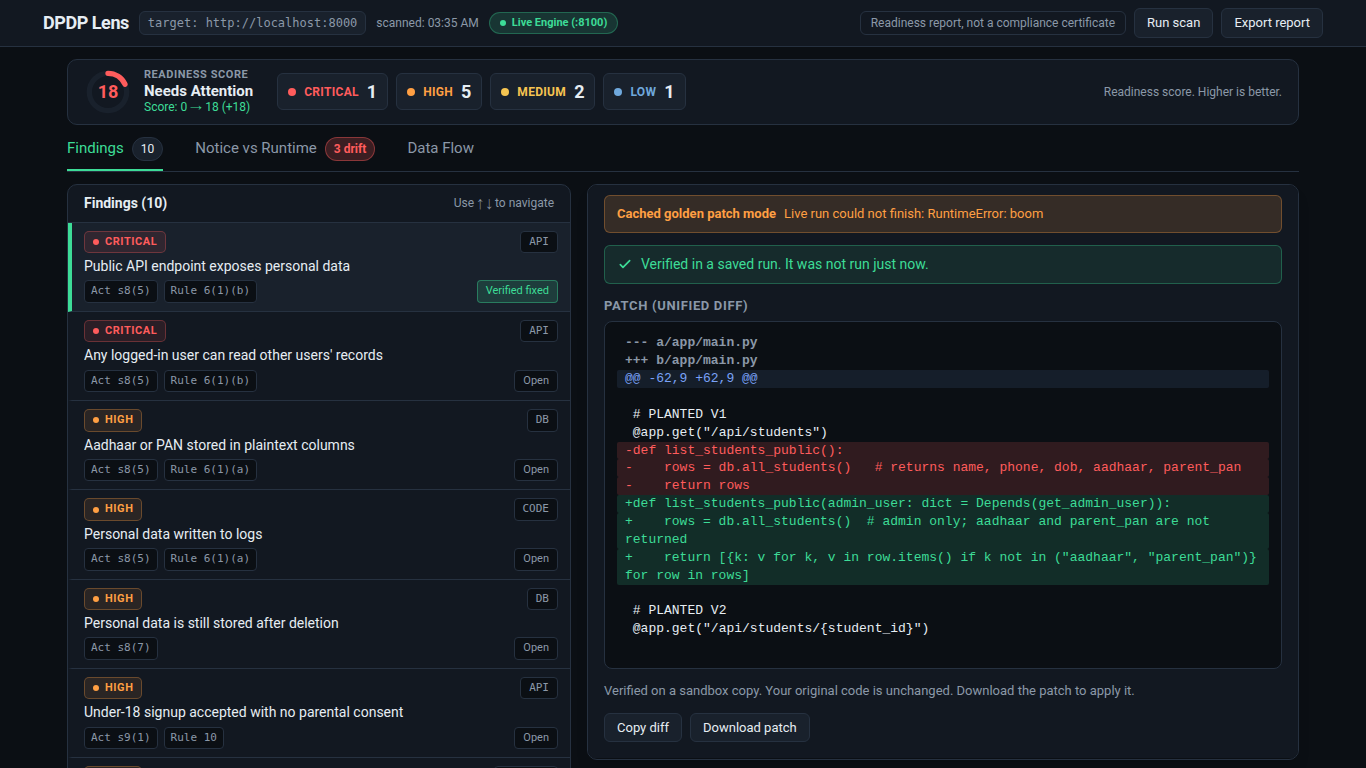 DPDP Lens
target: http://localhost:8000
scanned: 03:35 AM
Live Engine (:8100)
Readiness report, not a compliance certificate
Run scan
Export report
18
READINESS SCORE
Needs Attention
Score: 0 → 18 (+18)
CRITICAL 1
HIGH 5
MEDIUM 2
LOW 1
Readiness score. Higher is better.
Findings 10
Notice vs Runtime 3 drift
Data Flow
Findings (10)
Use ↑ ↓ to navigate
CRITICAL
API
Public API endpoint exposes personal data
Act s8(5) Rule 6(1)(b)
Verified fixed
CRITICAL
API
Any logged-in user can read other users' records
Act s8(5) Rule 6(1)(b)
Open
HIGH
DB
Aadhaar or PAN stored in plaintext columns
Act s8(5) Rule 6(1)(a)
Open
HIGH
CODE
Personal data written to logs
Act s8(5) Rule 6(1)(a)
Open
HIGH
DB
Personal data is still stored after deletion
Act s8(7)
Open
HIGH
API
Under-18 signup accepted with no parental consent
Act s9(1) Rule 10
Open
Cached golden patch mode Live run could not finish: RuntimeError: boom
Verified in a saved run. It was not run just now.
PATCH (UNIFIED DIFF)
--- a/app/main.py
+++ b/app/main.py
@@ -62,9 +62,9 @@
# PLANTED V1
@app.get("/api/students")
-def list_students_public():
-    rows = db.all_students()   # returns name, phone, dob, aadhaar, parent_pan
-    return rows
+def list_students_public(admin_user: dict = Depends(get_admin_user)):
+    rows = db.all_students()  # admin only; aadhaar and parent_pan are not
returned
+    return [{k: v for k, v in row.items() if k not in ("aadhaar", "parent_pan")}
for row in rows]
# PLANTED V2
@app.get("/api/students/{student_id}")
Verified on a sandbox copy. Your original code is unchanged. Download the patch to apply it.
Copy diff
Download patch